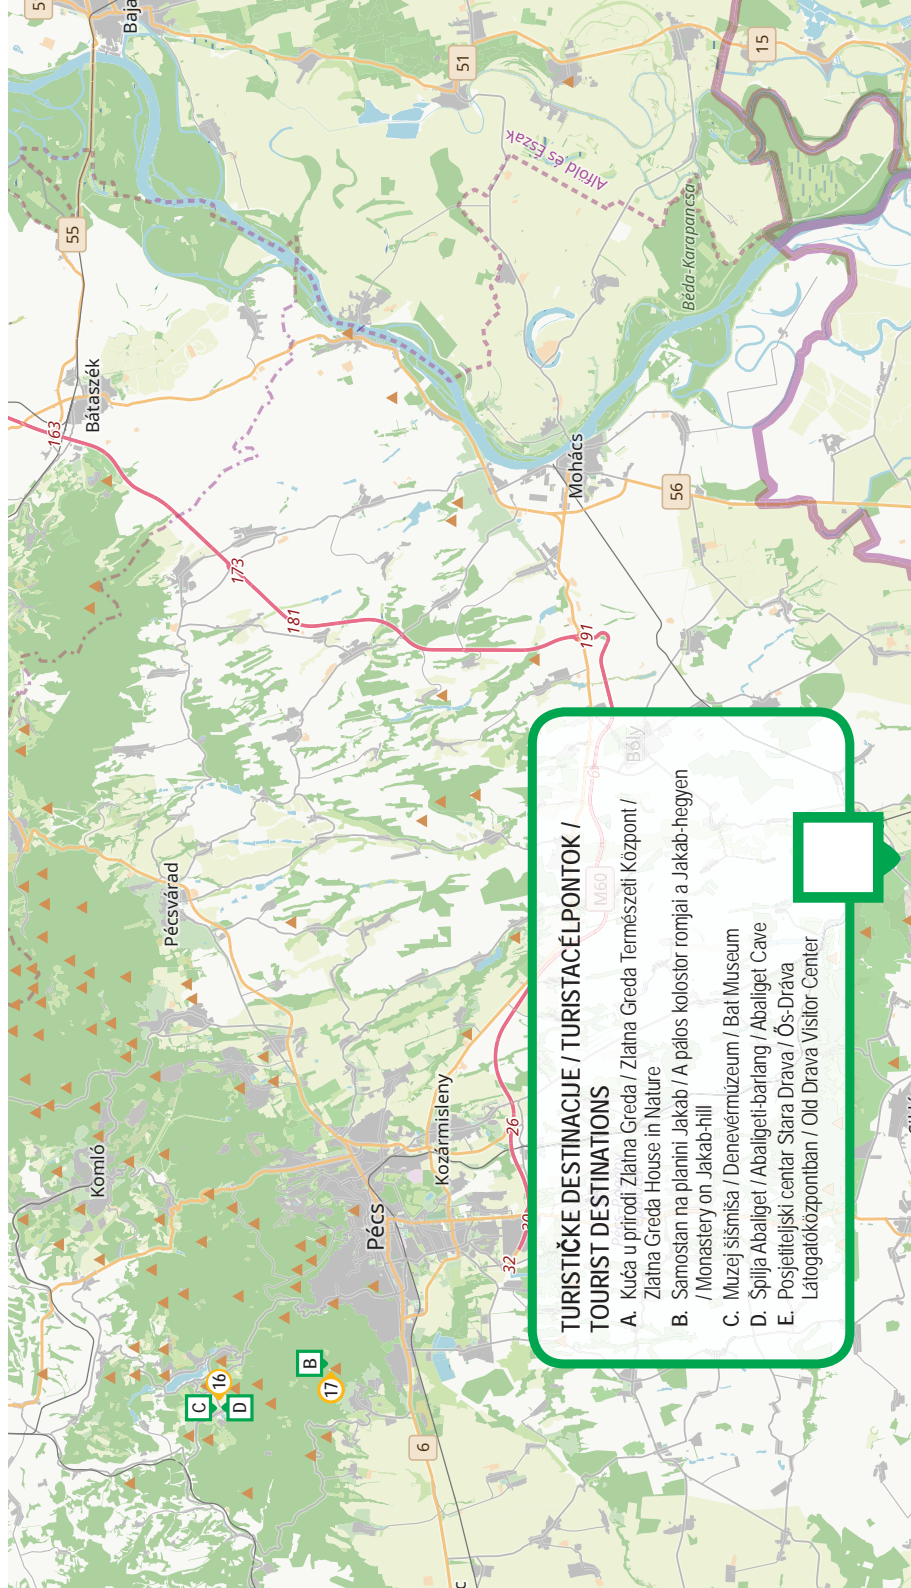 TURISTIČKE DESTINACIJE / TURISTACÉLPONTOK /
TOURIST DESTINATIONS
A. Kuća u prirodi Zlatna Greda / Zlatna Greda Természeti Központ /
Zlatna Greda House in Nature
B. Samostan na planini Jakab / A pálos kolostor romjai a Jakab-hegyen
/ Monastery on Jakab-hill
C. Muzej šišmiša / Denevérmúzeum / Bat Museum
D. Špilja Abaliget / Abaligeti-barlang / Abaliget Cave
E. Posjetiteljski centar Stara Drava / Ős-Dráva
Látogatóközpontban / Old Drava Visitor Center
C
16
D
B
17
6
Komló
Pécs
Kozármisleny
Pécsvárad
32
30
26
M60
Bóly
191
181
173
163
Bátaszék
55
Baja
51
15
56
Mohács
Alföld és Észak
Béda-Karapancsa